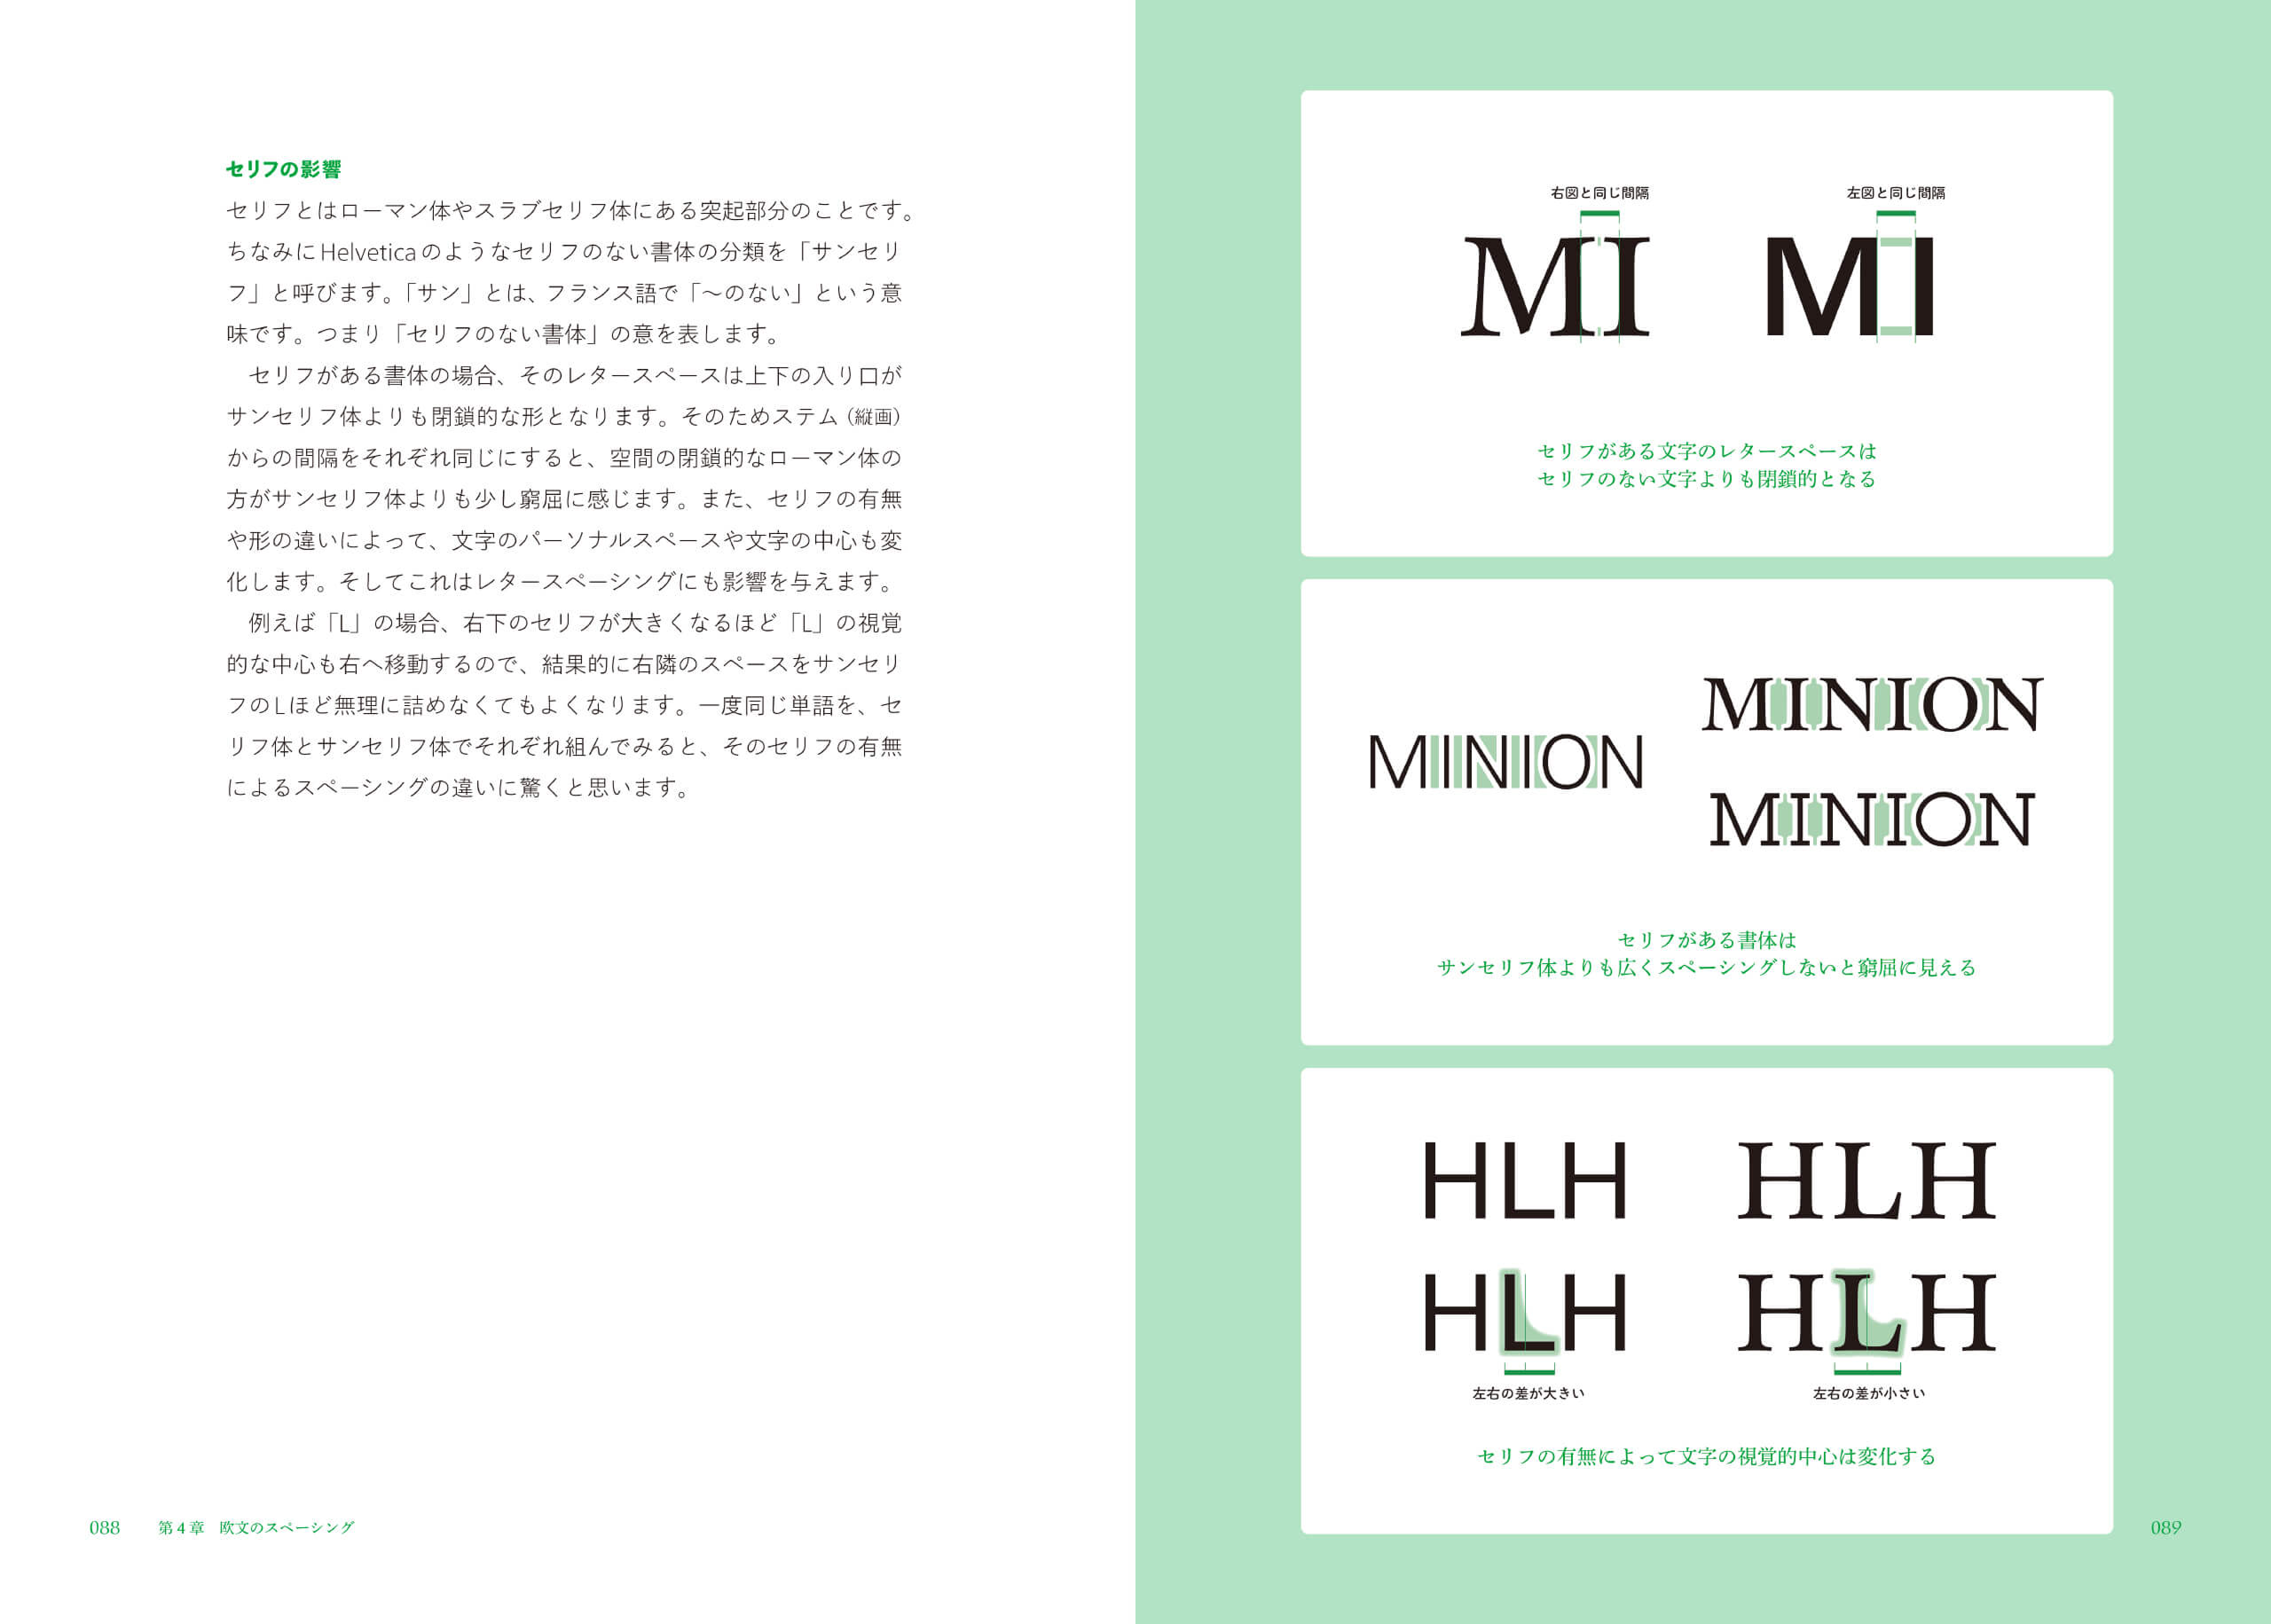 セリフの影響
セリフとはローマン体やスラブセリフ体にある突起部分のことです。
ちなみにHelveticaのようなセリフのない書体の分類を「サンセリ
フ」と呼びます。「サン」とは、フランス語で「〜のない」という意
味です。つまり「セリフのない書体」の意を表します。
　セリフがある書体の場合、そのレタースペースは上下の入り口が
サンセリフ体よりも閉鎖的な形となります。そのためステム（縦画）
からの間隔をそれぞれ同じにすると、空間の閉鎖的なローマン体の
方がサンセリフ体よりも少し窮屈に感じます。また、セリフの有無
や形の違いによって、文字のパーソナルスペースや文字の中心も変
化します。そしてこれはレタースペーシングにも影響を与えます。
　例えば「L」の場合、右下のセリフが大きくなるほど「L」の視覚
的な中心も右へ移動するので、結果的に右隣のスペースをサンセリ
フのLほど無理に詰めなくてもよくなります。一度同じ単語を、セ
リフ体とサンセリフ体でそれぞれ組んでみると、そのセリフの有無
によるスペーシングの違いに驚くと思います。
088　第4章　欧文のスペーシング
右図と同じ間隔
MI
左図と同じ間隔
MI
セリフがある文字のレタースペースは
セリフのない文字よりも閉鎖的となる
MINION
MINION
MINION
セリフがある書体は
サンセリフ体よりも広くスペーシングしないと窮屈に見える
HLH
HLH
HLH
HLH
左右の差が大きい
左右の差が小さい
セリフの有無によって文字の視覚的中心は変化する
089